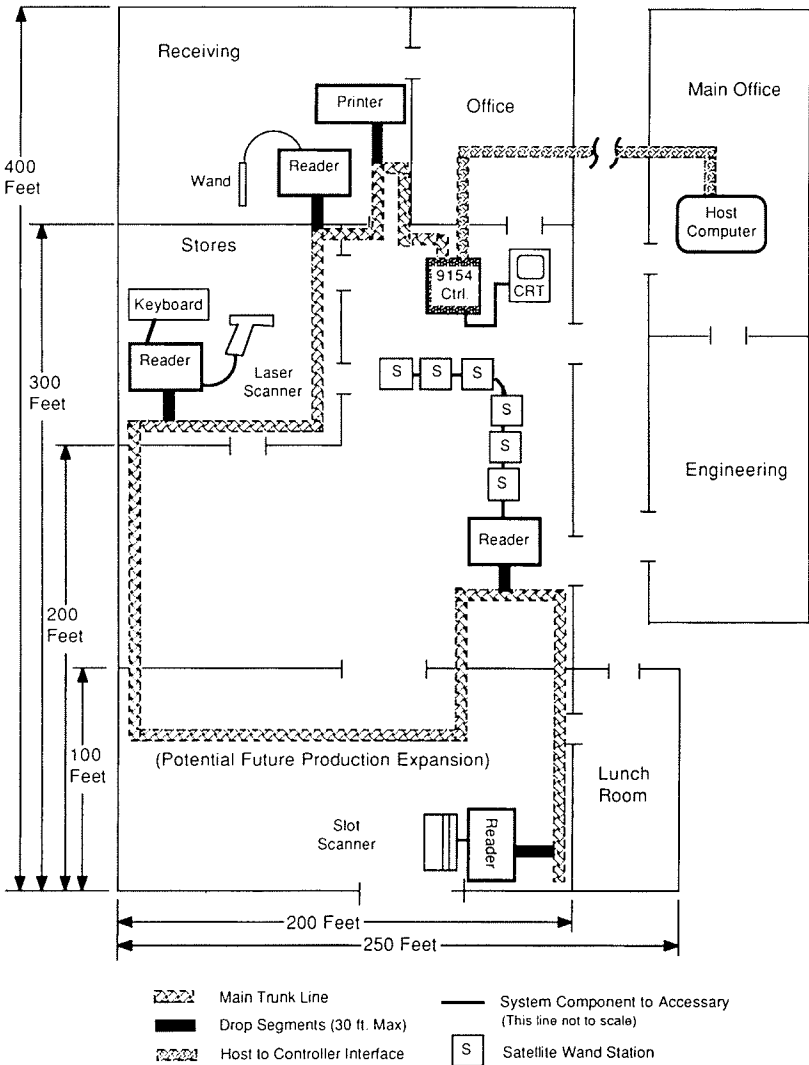 Receiving
Printer
Office
Main Office
400
Feet
Wand
Reader
Host
Computer
Stores
9154
Ctrl.
CRT
Keyboard
Reader
Laser
Scanner
300
Feet
S
S
S
S
S
S
Engineering
Reader
200
Feet
100
Feet
(Potential Future Production Expansion)
Lunch
Room
Slot
Scanner
Reader
200 Feet
250 Feet
Main Trunk Line
System Component to Accessary
(This line not to scale)
Drop Segments (30 ft. Max)
Host to Controller Interface
S
Satellite Wand Station